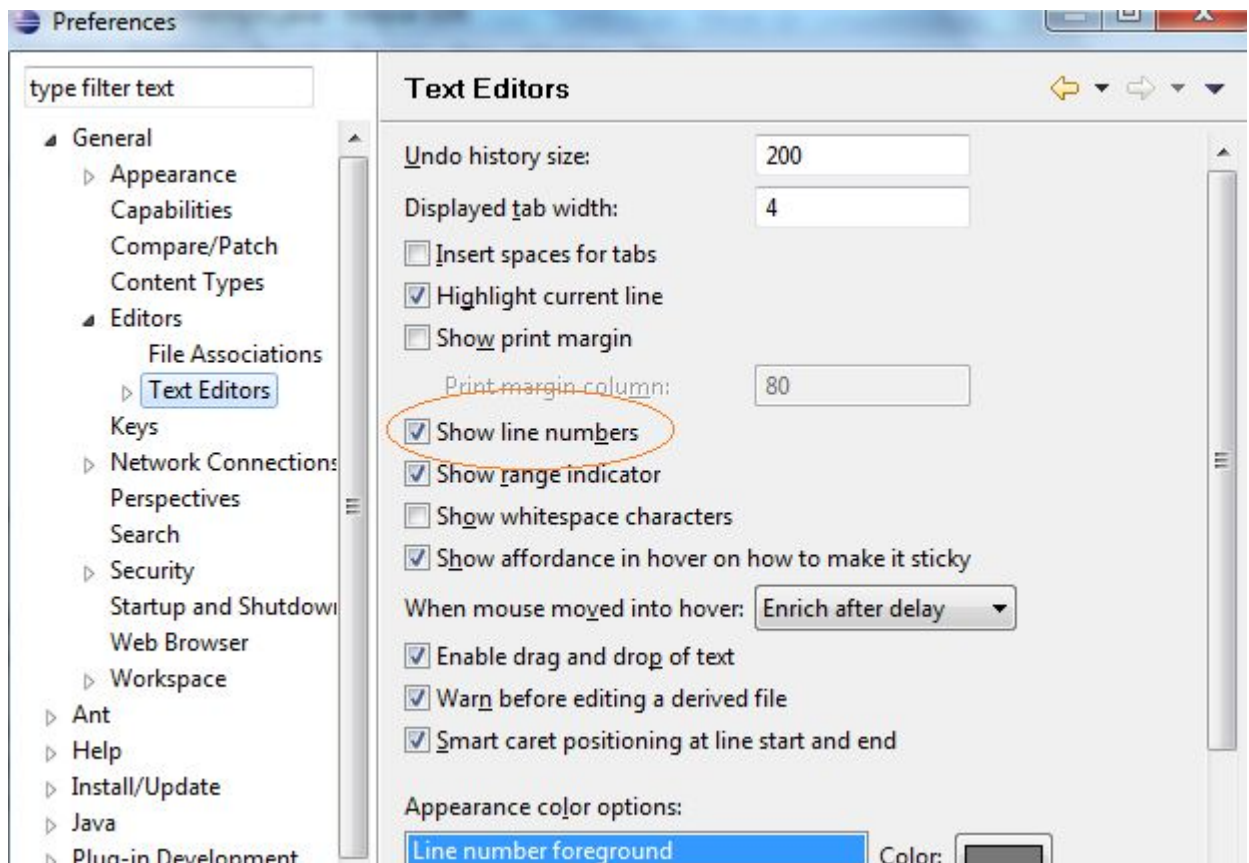 Preferences
type filter text
General
Appearance
Capabilities
Compare/Patch
Content Types
Editors
File Associations
Text Editors
Keys
Network Connections
Perspectives
Search
Security
Startup and Shutdown
Web Browser
Workspace
Ant
Help
Install/Update
Java
Plug-in Development
Text Editors
Undo history size: 200
Displayed tab width: 4
Insert spaces for tabs
Highlight current line
Show print margin
Print margin column: 80
Show line numbers
Show range indicator
Show whitespace characters
Show affordance in hover on how to make it sticky
When mouse moved into hover: Enrich after delay
Enable drag and drop of text
Warn before editing a derived file
Smart caret positioning at line start and end
Appearance color options:
Line number foreground Color: